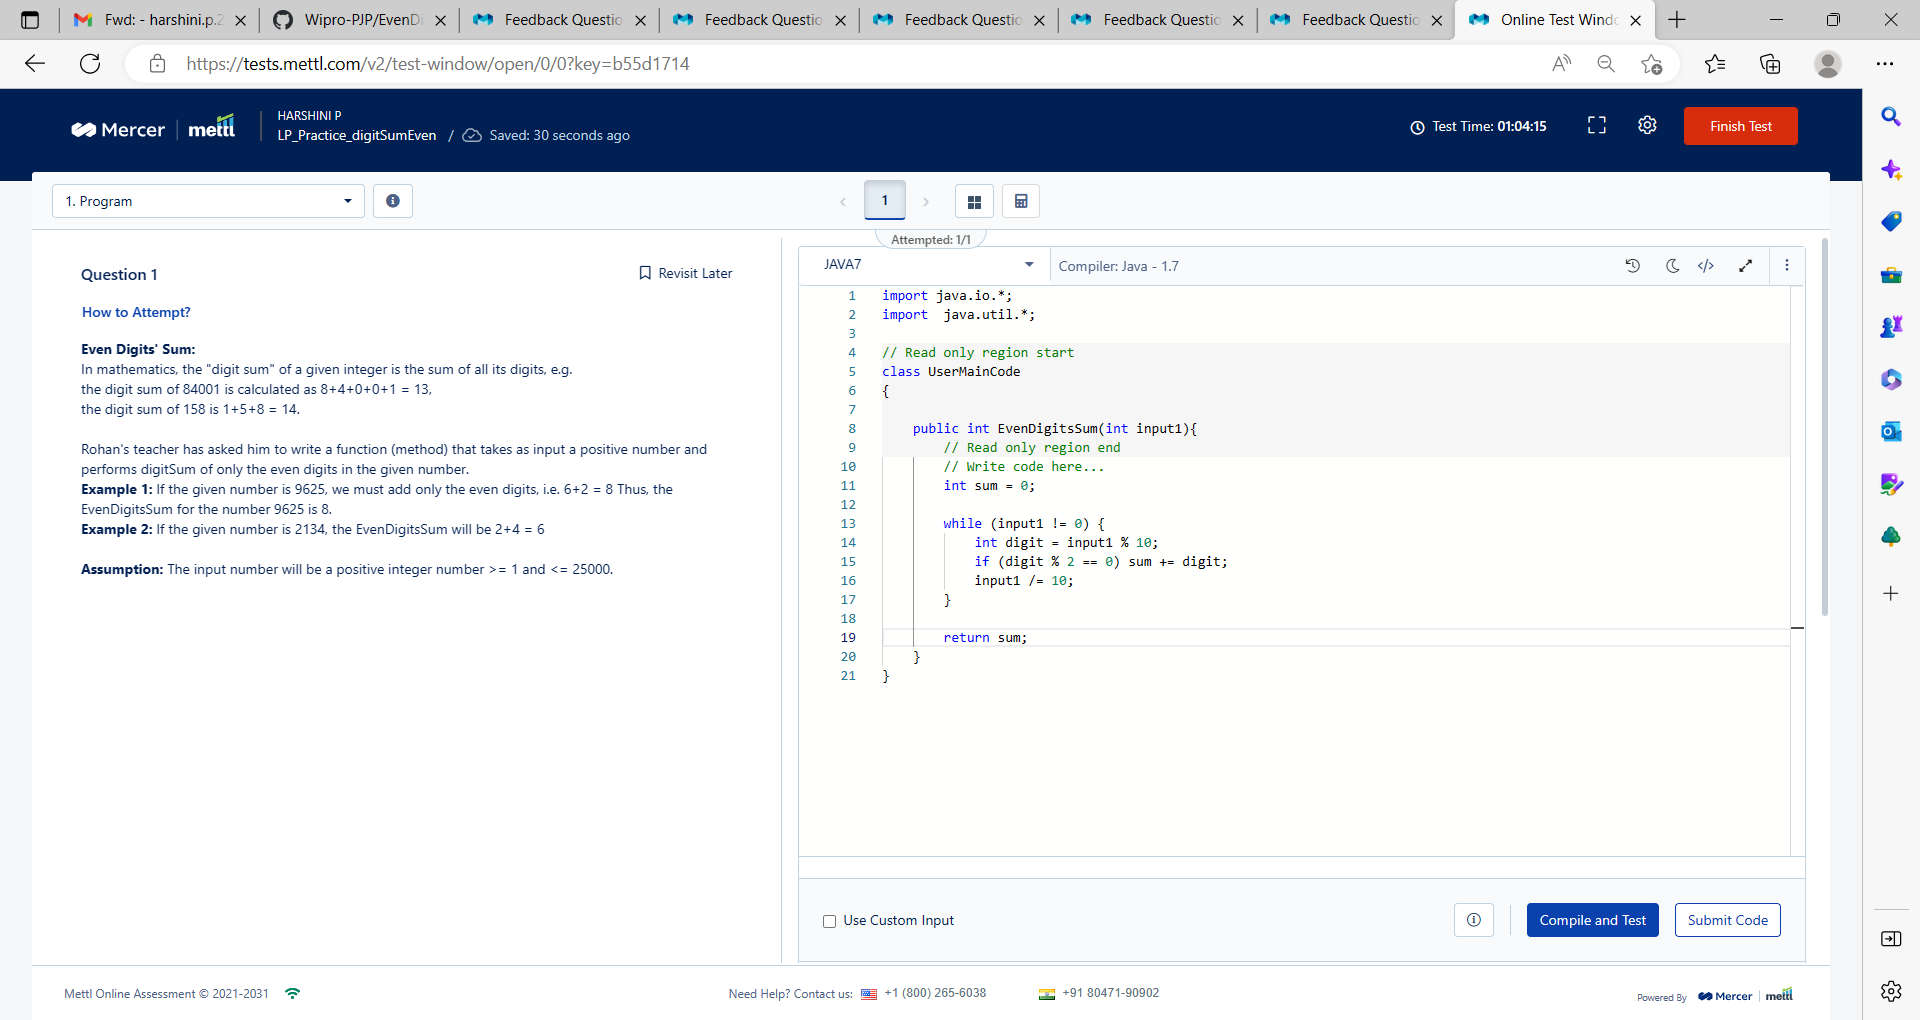 Fwd: - harshini.p.2
Wipro-PJP/EvenDi
Feedback Questio
Feedback Questio
Feedback Questio
Feedback Questio
Feedback Questio
Online Test Windo
https://tests.mettl.com/v2/test-window/open/0/0?key=b55d1714
Mercer | mettl
HARSHINI P
LP_Practice_digitSumEven / Saved: 30 seconds ago
Test Time: 01:04:15
Finish Test
1. Program
1
Attempted: 1/1
Question 1
Revisit Later
How to Attempt?
Even Digits' Sum:
In mathematics, the "digit sum" of a given integer is the sum of all its digits, e.g.
the digit sum of 84001 is calculated as 8+4+0+0+1 = 13,
the digit sum of 158 is 1+5+8 = 14.
Rohan's teacher has asked him to write a function (method) that takes as input a positive number and
performs digitSum of only the even digits in the given number.
Example 1: If the given number is 9625, we must add only the even digits, i.e. 6+2 = 8 Thus, the
EvenDigitsSum for the number 9625 is 8.
Example 2: If the given number is 2134, the EvenDigitsSum will be 2+4 = 6
Assumption: The input number will be a positive integer number >= 1 and <= 25000.
JAVA7
Compiler: Java - 1.7
1 import java.io.*;
2 import  java.util.*;
3
4 // Read only region start
5 class UserMainCode
6 {
7
8     public int EvenDigitsSum(int input1){
9         // Read only region end
10         // Write code here...
11         int sum = 0;
12
13         while (input1 != 0) {
14             int digit = input1 % 10;
15             if (digit % 2 == 0) sum += digit;
16             input1 /= 10;
17         }
18
19         return sum;
20     }
21 }
Use Custom Input
Compile and Test
Submit Code
Mettl Online Assessment © 2021-2031
Need Help? Contact us: +1 (800) 265-6038
+91 80471-90902
Powered By Mercer | mettl